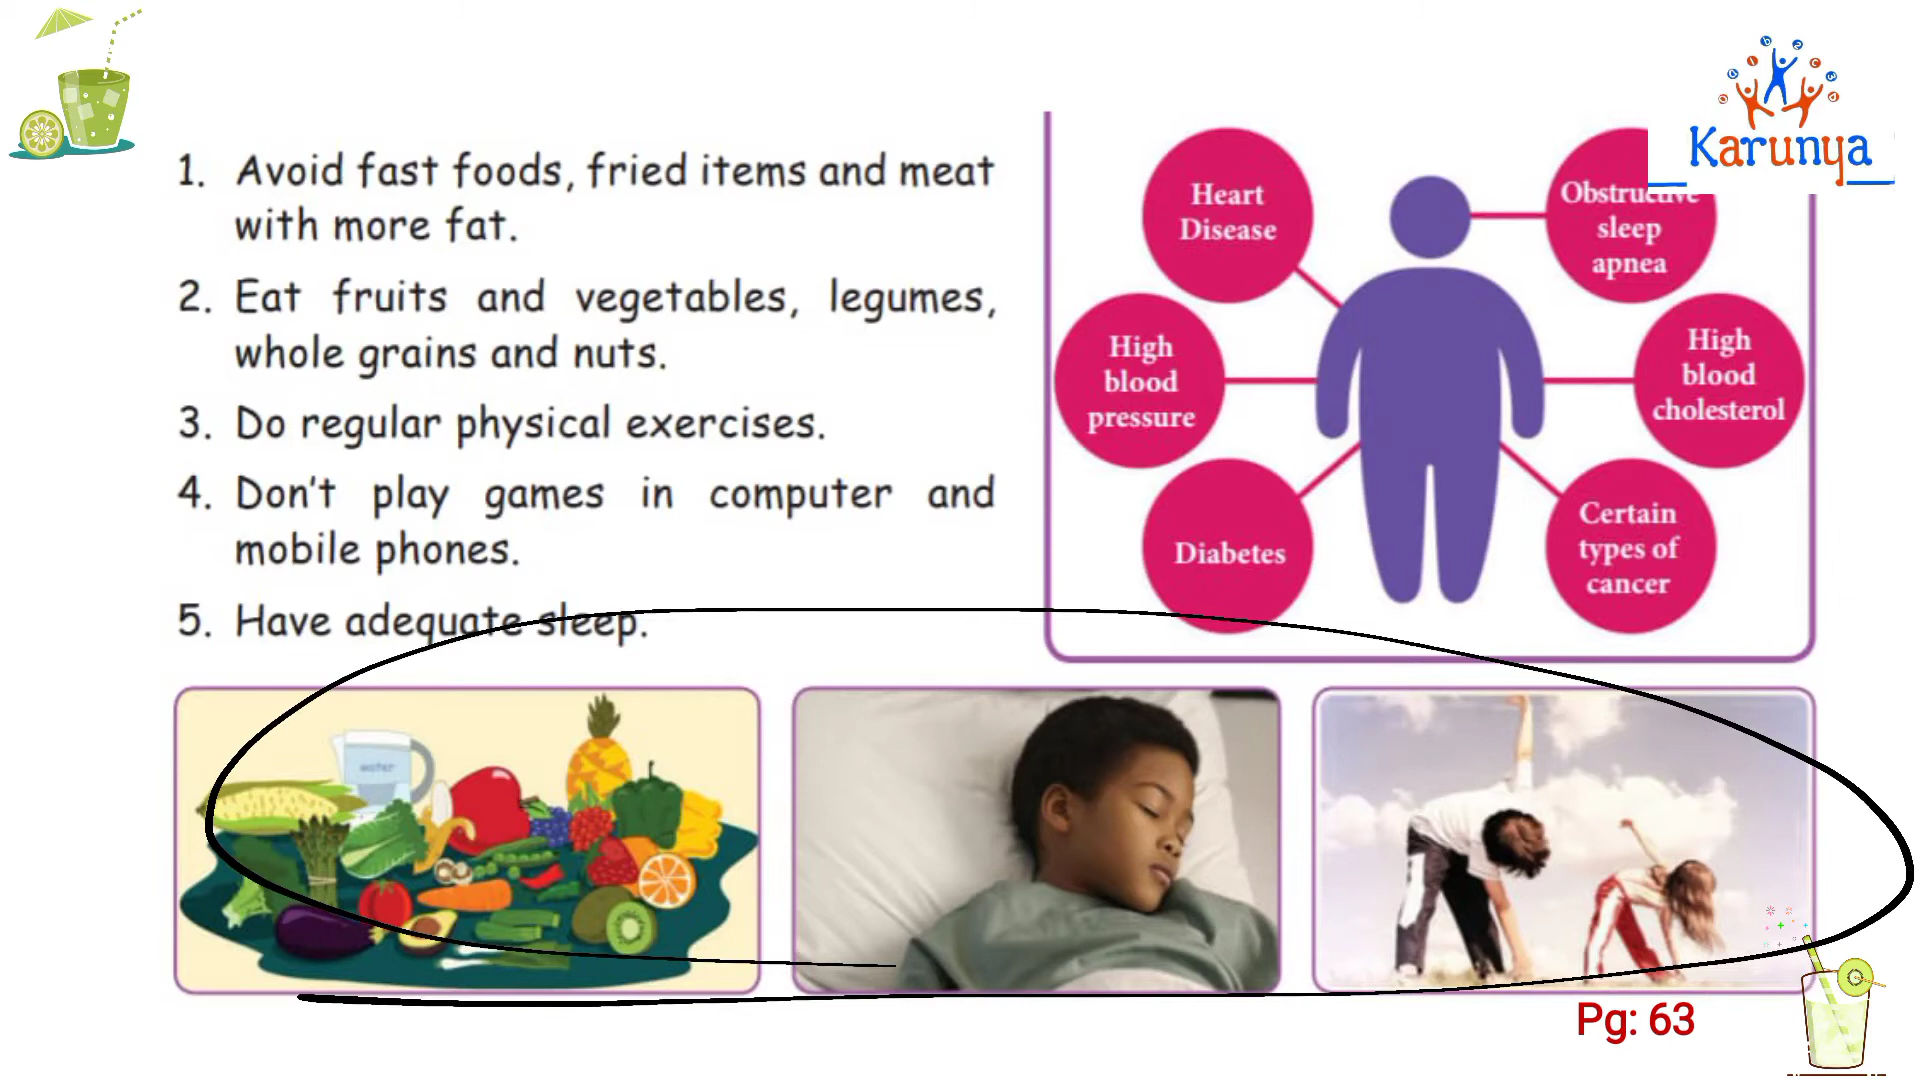 1. Avoid fast foods, fried items and meat
with more fat.
2. Eat fruits and vegetables, legumes,
whole grains and nuts.
3. Do regular physical exercises.
4. Don't play games in computer and
mobile phones.
5. Have adequate sleep.
Heart
Disease
Obstructive
sleep
apnea
High
blood
pressure
High
blood
cholesterol
Diabetes
Certain
types of
cancer
Karunya
water
Pg: 63